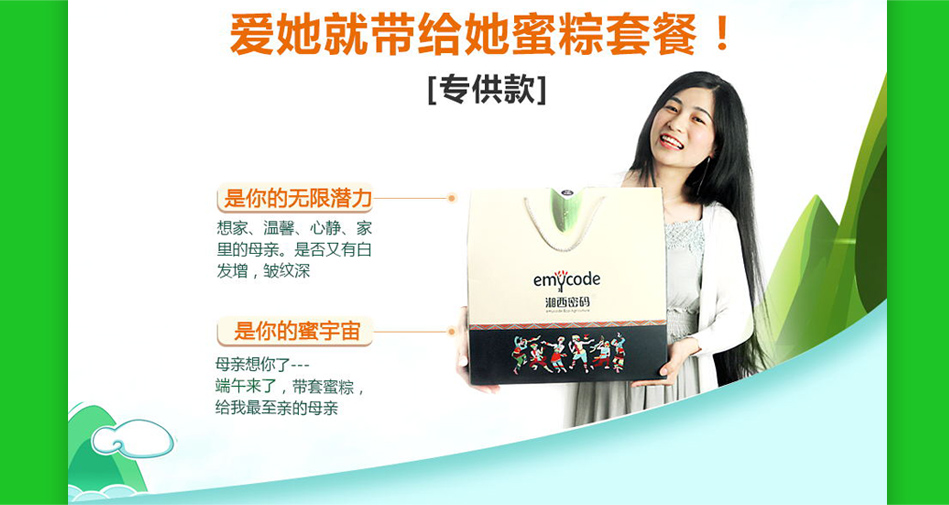 爱她就带给她蜜粽套餐！
[专供款]
是你的无限潜力
想家、温馨、心静、家
里的母亲。是否又有白
发增，皱纹深
emycode
湘西密码
是你的蜜宇宙
母亲想你了---
端午来了，带套蜜粽，
给我最至亲的母亲